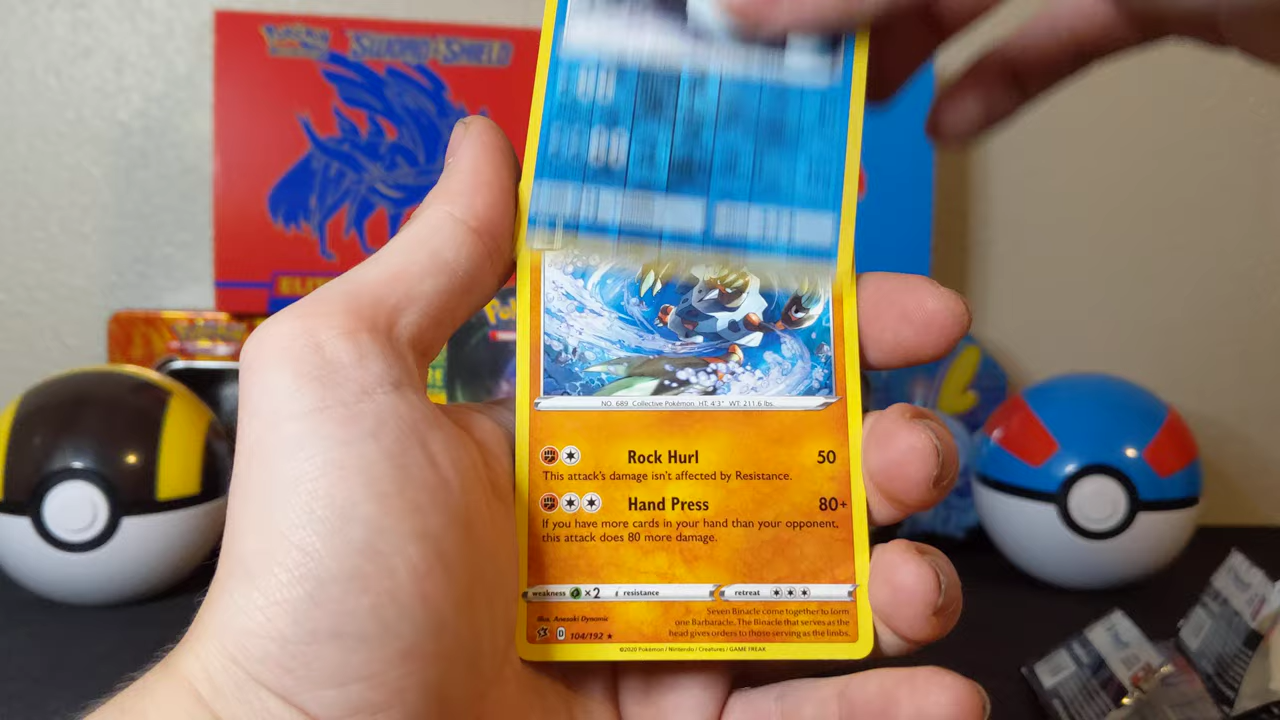 Pokémon
SWORD & SHIELD
ELIT
NO. 689 Collective Pokémon. HT: 4'3" WT: 211.6 lbs.
Rock Hurl 50
This attack's damage isn't affected by Resistance.
Hand Press 80+
If you have more cards in your hand than your opponent,
this attack does 80 more damage.
weakness ×2 resistance retreat
Illus. Anesaki Dynamic
D 104/192 ★
Seven Binacle come together to form
one Barbaracle. The Binacle that serves as the
head gives orders to those serving as the limbs.
©2020 Pokémon / Nintendo / Creatures / GAME FREAK